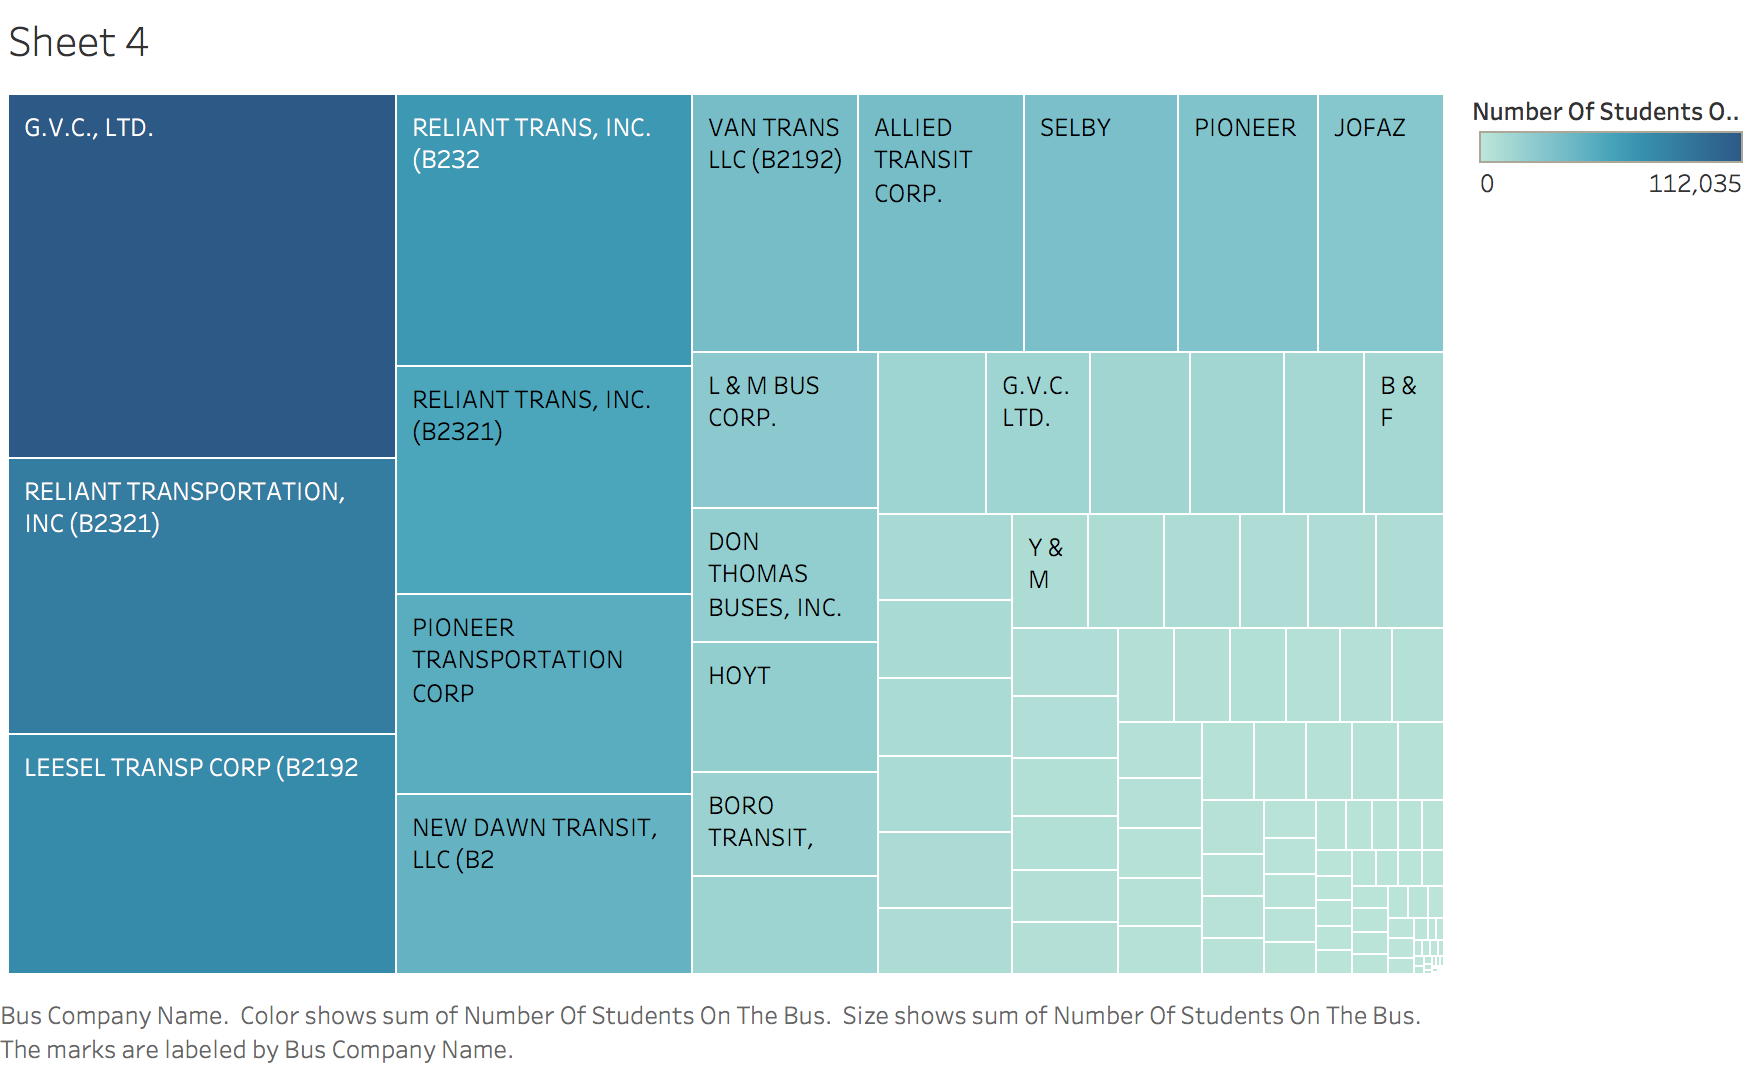 Sheet 4
G.V.C., LTD.
RELIANT TRANS, INC.
(B232
VAN TRANS
LLC (B2192)
ALLIED
TRANSIT
CORP.
SELBY
PIONEER
JOFAZ
Number Of Students O..
0
112,035
RELIANT TRANS, INC.
(B2321)
L & M BUS
CORP.
G.V.C.
LTD.
B &
F
RELIANT TRANSPORTATION,
INC (B2321)
DON
THOMAS
BUSES, INC.
Y &
M
PIONEER
TRANSPORTATION
CORP
HOYT
LEESEL TRANSP CORP (B2192
NEW DAWN TRANSIT,
LLC (B2
BORO
TRANSIT,
Bus Company Name.  Color shows sum of Number Of Students On The Bus.  Size shows sum of Number Of Students On The Bus.
The marks are labeled by Bus Company Name.